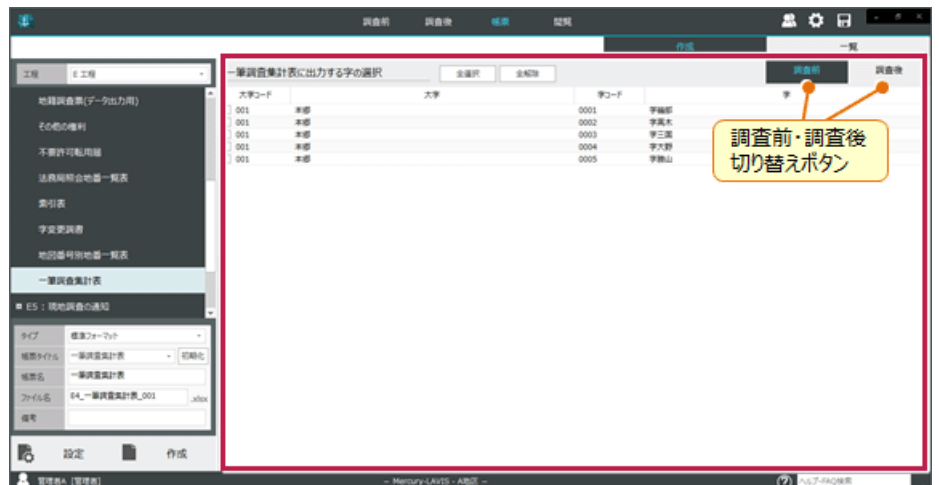 調査前 調査後 帳票 閲覧
作成 一覧
工程 E 工程
地籍調査票(データ出力用)
その他の権利
不要許可転用届
法務局照会地番一覧表
索引表
字変更調書
地図番号別地番一覧表
一筆調査集計表
E5 : 現地調査の通知
タイプ 標準フォーマット
帳票タイトル 一筆調査集計表 初期化
帳票名 一筆調査集計表
ファイル名 E4_一筆調査集計表_001 .xlsx
備考
設定 作成
一筆調査集計表に出力する字の選択 全選択 全解除 調査前 調査後
大字コード 大字 字コード 字
001 本郷 0001
001 本郷 0002 字高木
001 本郷 0003 字三国
001 本郷 0004 字大野
001 本郷 0005 字勝山
調査前・調査後
切り替えボタン
管理者A [管理者] - Mercury-LAVIS - A地区 - ヘルプ・FAQ検索